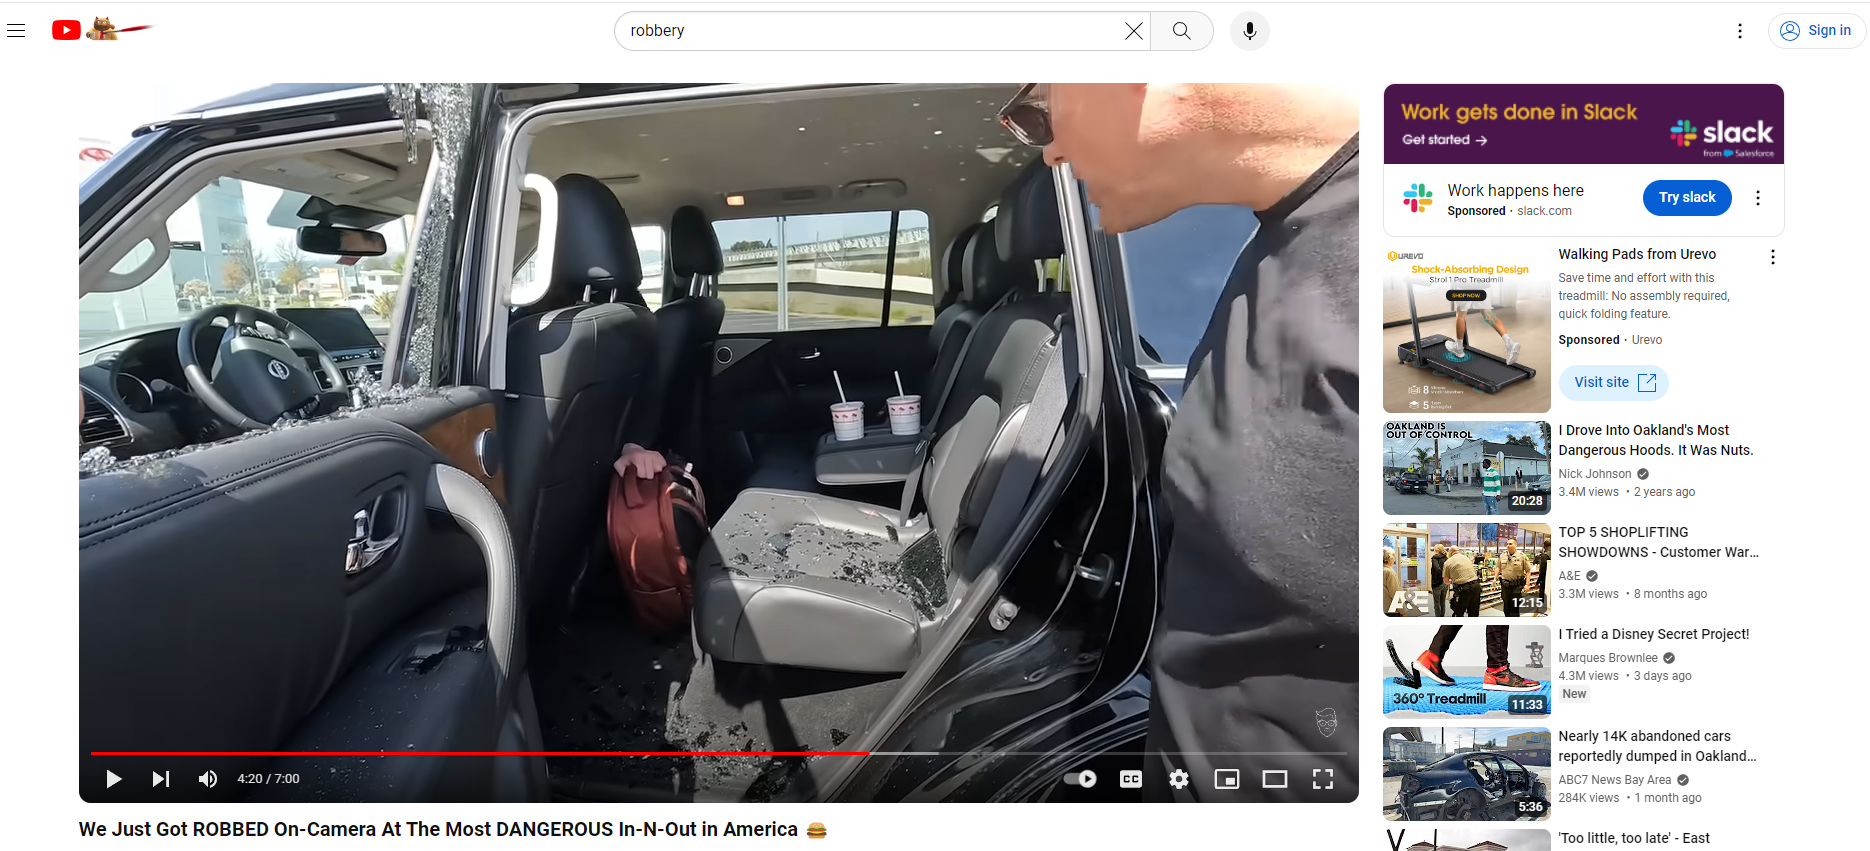 robbery
Sign in
Work gets done in Slack
Get started →
slack
from Salesforce
Work happens here
Sponsored · slack.com
Try slack
UREVO
Shock-Absorbing Design
Strol 1 Pro Treadmill
SHOP NOW
8
5
Walking Pads from Urevo
Save time and effort with this
treadmill: No assembly required,
quick folding feature.
Sponsored · Urevo
Visit site
OAKLAND IS
OUT OF CONTROL
20:28
I Drove Into Oakland's Most
Dangerous Hoods. It Was Nuts.
Nick Johnson
3.4M views • 2 years ago
A&E
12:15
TOP 5 SHOPLIFTING
SHOWDOWNS - Customer War...
A&E
3.3M views • 8 months ago
360° Treadmill
11:33
I Tried a Disney Secret Project!
Marques Brownlee
4.3M views • 3 days ago
New
5:36
Nearly 14K abandoned cars
reportedly dumped in Oakland...
ABC7 News Bay Area
284K views • 1 month ago
'Too little, too late' - East
4:20 / 7:00
CC
We Just Got ROBBED On-Camera At The Most DANGEROUS In-N-Out in America 🍔